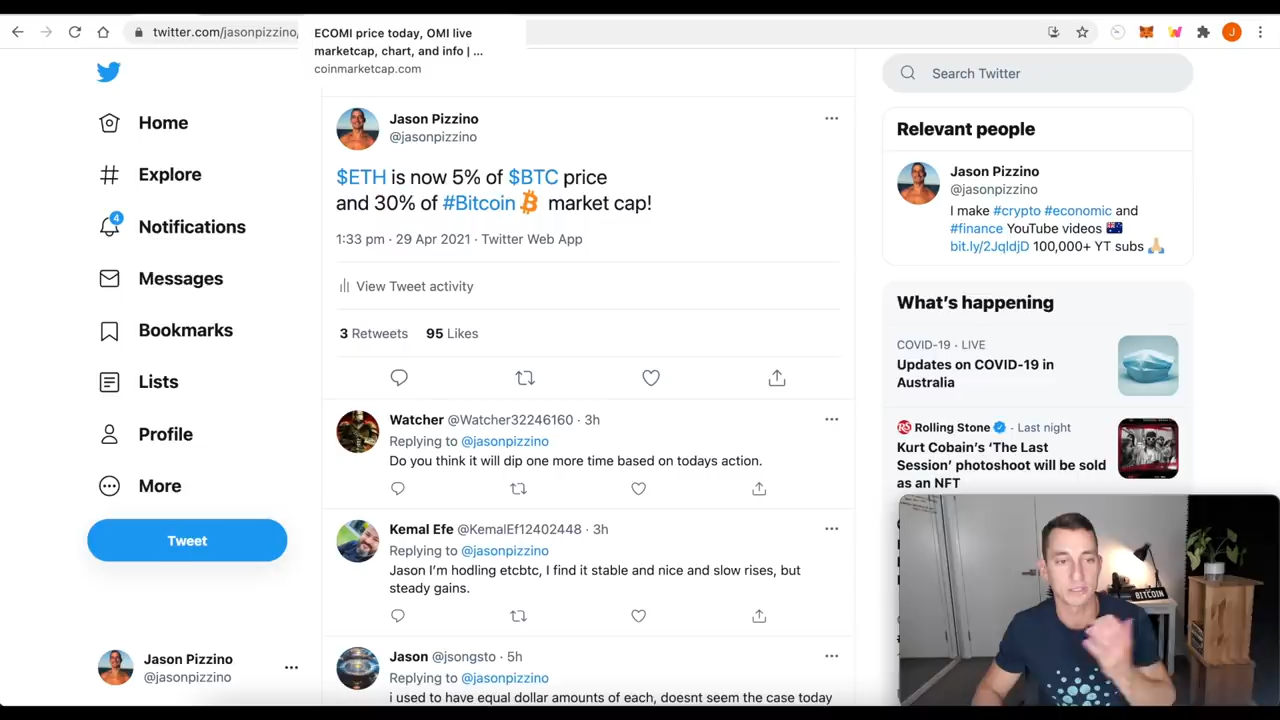 twitter.com/jasonpizzino/
ECOMI price today, OMI live
marketcap, chart, and info | ...
coinmarketcap.com
J
Home
Explore
4
Notifications
Messages
Bookmarks
Lists
Profile
More
Tweet
Jason Pizzino
@jasonpizzino
Jason Pizzino
@jasonpizzino
$ETH is now 5% of $BTC price
and 30% of #Bitcoin market cap!
1:33 pm · 29 Apr 2021 · Twitter Web App
View Tweet activity
3 Retweets 95 Likes
Watcher @Watcher32246160 · 3h
Replying to @jasonpizzino
Do you think it will dip one more time based on todays action.
Kemal Efe @KemalEf12402448 · 3h
Replying to @jasonpizzino
Jason I'm hodling etcbtc, I find it stable and nice and slow rises, but
steady gains.
Jason @jsongsto · 5h
Replying to @jasonpizzino
i used to have equal dollar amounts of each, doesnt seem the case today
Search Twitter
Relevant people
Jason Pizzino
@jasonpizzino
I make #crypto #economic and
#finance YouTube videos
bit.ly/2JqldjD 100,000+ YT subs
What's happening
COVID-19 · LIVE
Updates on COVID-19 in
Australia
RS Rolling Stone · Last night
Kurt Cobain's 'The Last
Session' photoshoot will be sold
as an NFT
BITCOIN